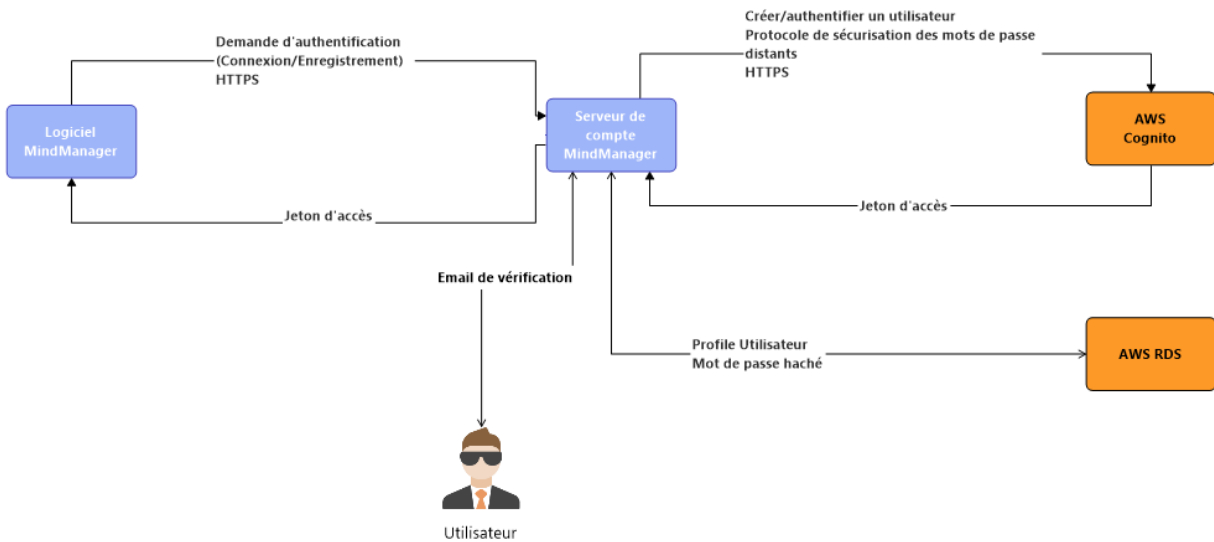 Créer/authentifier un utilisateur
Protocole de sécurisation des mots de passe
distants
HTTPS
Demande d'authentification
(Connexion/Enregistrement)
HTTPS
Logiciel
MindManager
Serveur de
compte
MindManager
AWS
Cognito
Jeton d'accès
Jeton d'accès
Email de vérification
Profile Utilisateur
Mot de passe haché
AWS RDS
Utilisateur